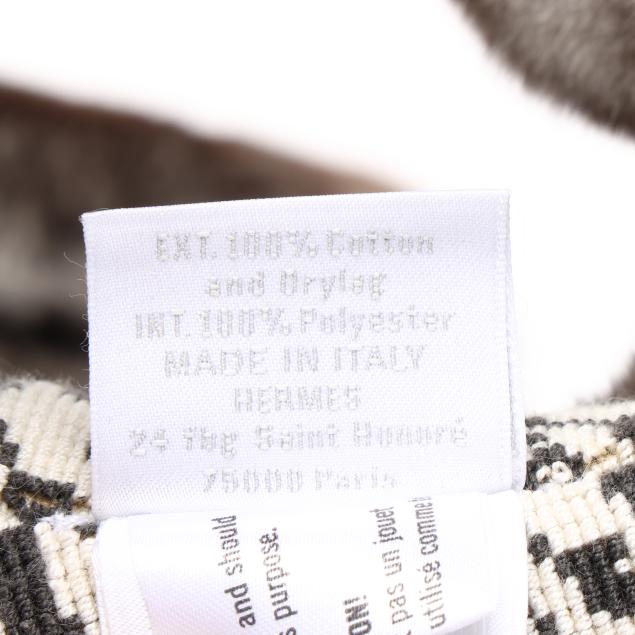 EXT. 100% Cotton
and Orylag
INT. 100% Polyester
MADE IN ITALY
HERMES
24 fbg Saint Honoré
75008 Paris
and should
s purpose.
ON!
pas un jouet
utilisé comme